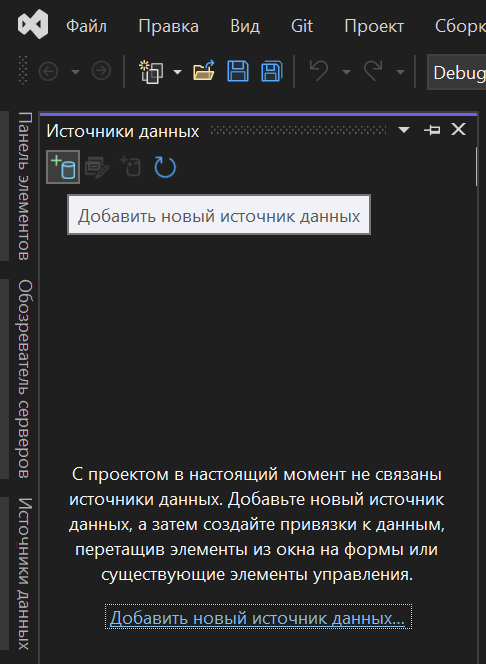 Файл Правка Вид Git Проект Сборк
Debug
Источники данных
Добавить новый источник данных
Панель элементов
Обозреватель серверов
Источники данных
С проектом в настоящий момент не связаны
источники данных. Добавьте новый источник
данных, а затем создайте привязки к данным,
перетащив элементы из окна на формы или
существующие элементы управления.
Добавить новый источник данных...